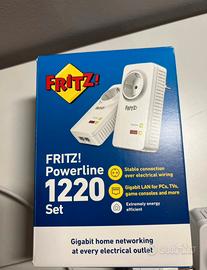 FRITZ!
FRITZ!
Powerline
1220
Set
Stable connection
over electrical wiring
Gigabit LAN for PCs, TVs,
game consoles and more
Extremely energy
efficient
Gigabit home networking
at every electrical outlet